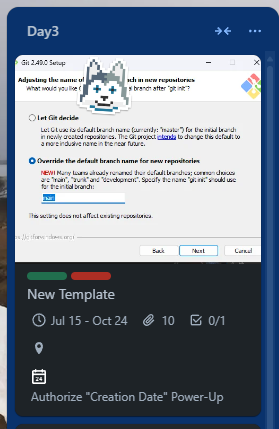 Day3
Git 2.49.0 Setup
Adjusting the name of branch in new repositories
What would you like initial branch after "git init"?
Let Git decide
Let Git use its default branch name (currently: "master") for the initial branch
in newly created repositories. The Git project intends to change this default to
a more inclusive name in the near future.
Override the default branch name for new repositories
NEW! Many teams already renamed their default branches; common
choices are "main", "trunk" and "development". Specify the name "git init" should use
for the initial branch:
main
This setting does not affect existing repositories.
Back Next Cancel
New Template
Jul 15 - Oct 24 10 0/1
24
Authorize "Creation Date" Power-Up